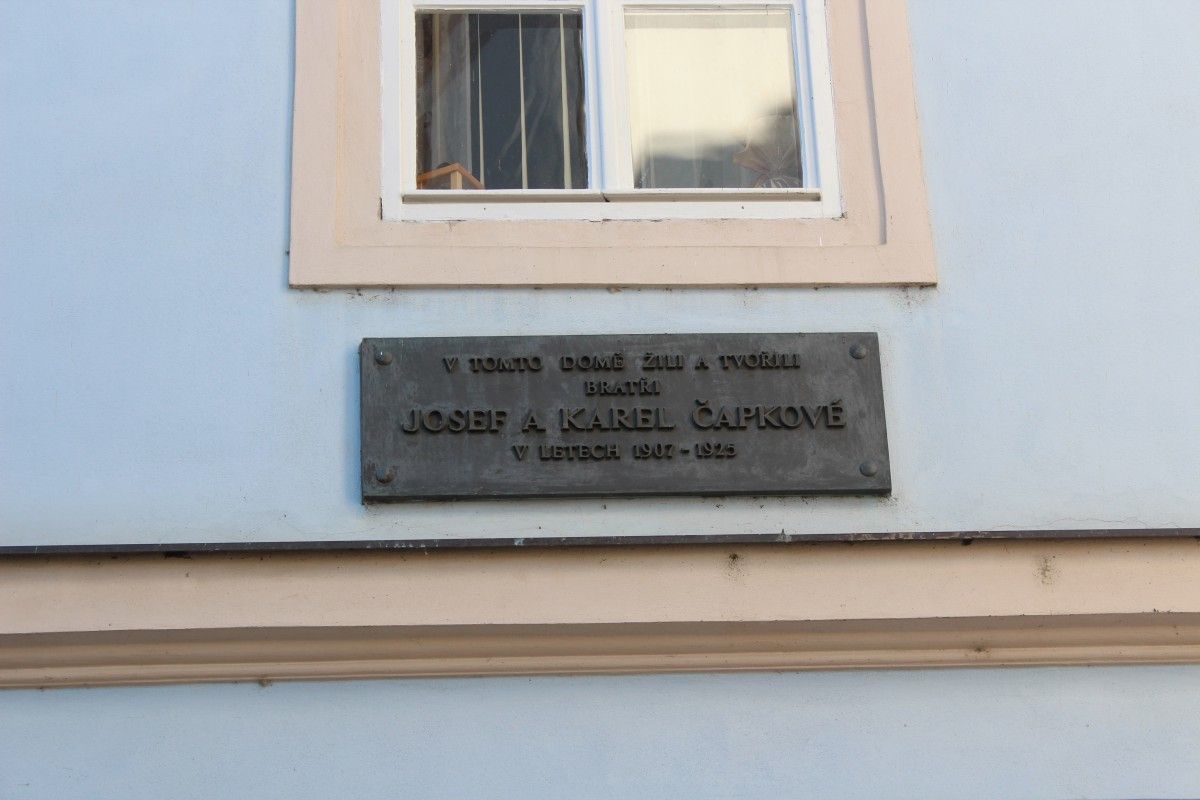 V TOMTO DOMĚ ŽILI A TVOŘILI
BRATŘI
JOSEF A KAREL ČAPKOVÉ
V LETECH 1907 - 1925